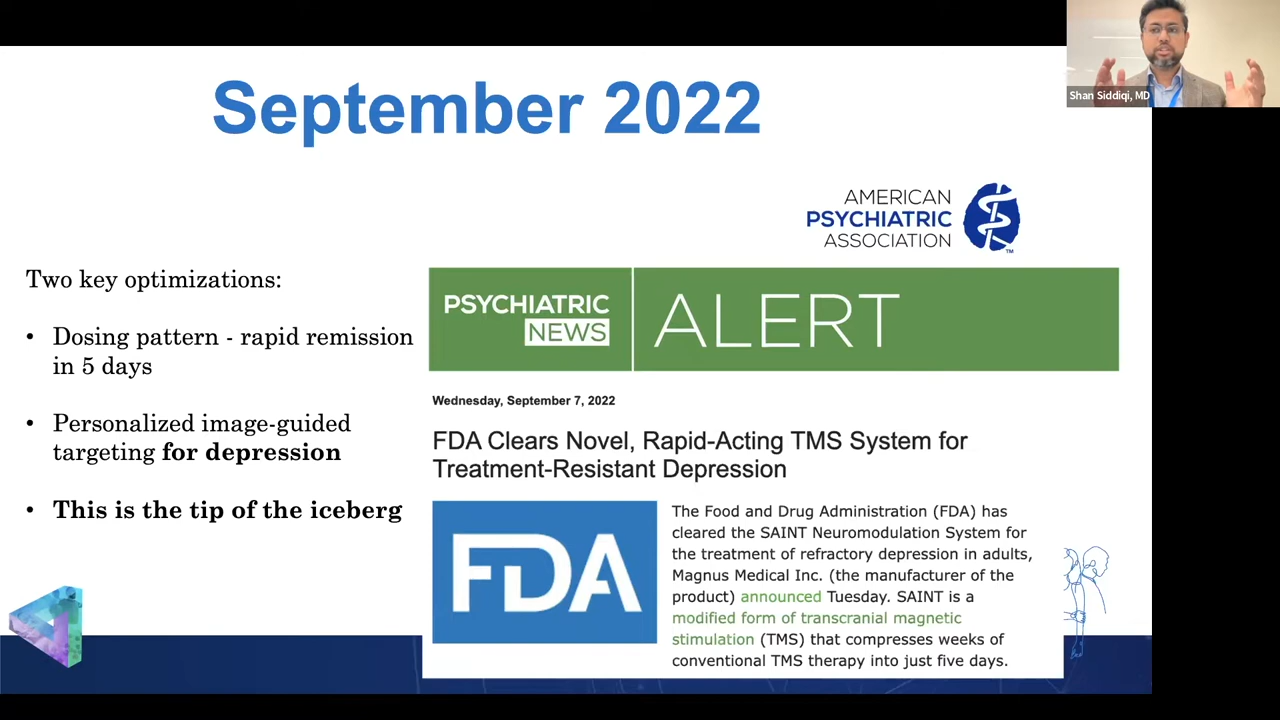 Shan Siddiqi, MD
September 2022
AMERICAN
PSYCHIATRIC
ASSOCIATION
TM
Two key optimizations:
• Dosing pattern - rapid remission
in 5 days
• Personalized image-guided
targeting for depression
• This is the tip of the iceberg
PSYCHIATRIC
NEWS
ALERT
Wednesday, September 7, 2022
FDA Clears Novel, Rapid-Acting TMS System for
Treatment-Resistant Depression
FDA
The Food and Drug Administration (FDA) has
cleared the SAINT Neuromodulation System for
the treatment of refractory depression in adults,
Magnus Medical Inc. (the manufacturer of the
product) announced Tuesday. SAINT is a
modified form of transcranial magnetic
stimulation (TMS) that compresses weeks of
conventional TMS therapy into just five days.